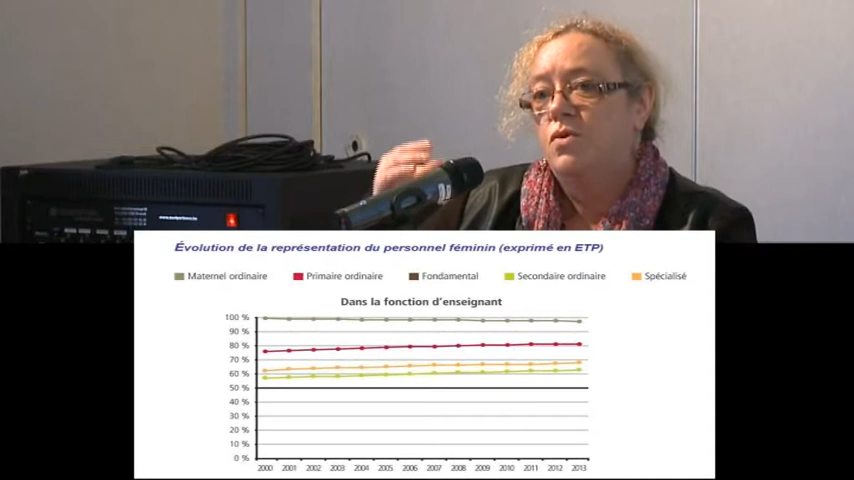 Évolution de la représentation du personnel féminin (exprimé en ETP)
Maternel ordinaire Primaire ordinaire Fondamental Secondaire ordinaire Spécialisé
Dans la fonction d'enseignant
100 %
90 %
80 %
70 %
60 %
50 %
40 %
30 %
20 %
10 %
0 %
2000 2001 2002 2003 2004 2005 2006 2007 2008 2009 2010 2011 2012 2013